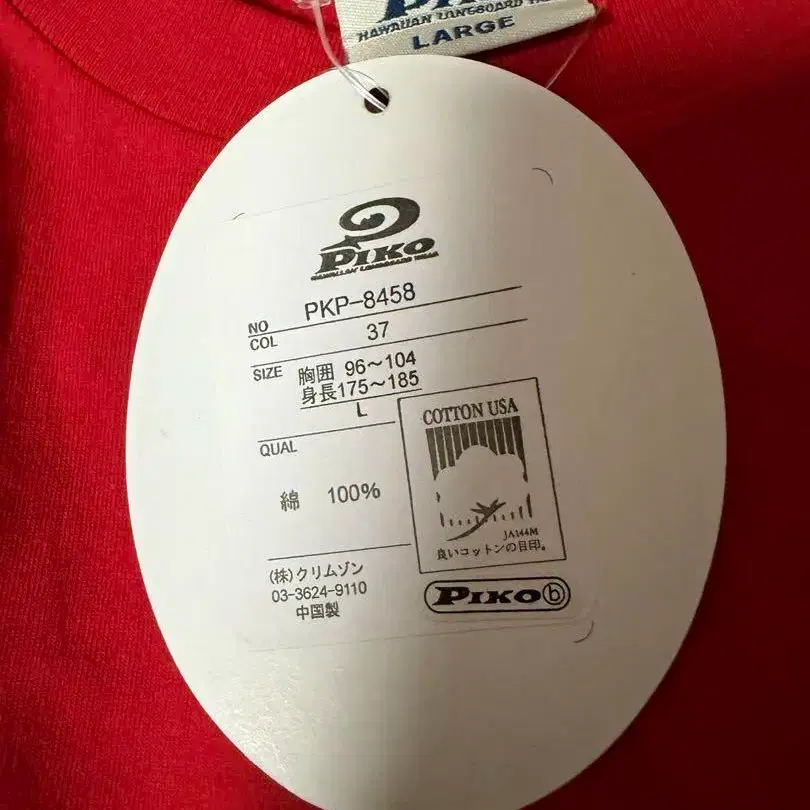 HAWAIIAN LONGBOARD
LARGE
PIKO
HAWAIIAN LONGBOARD WEAR
NO PKP-8458
COL 37
SIZE 胸囲 96～104
身長175～185
L
QUAL
綿 100%
COTTON USA
JA144M
良いコットンの目印。
(株)クリムゾン
03-3624-9110
中国製
PIKO b